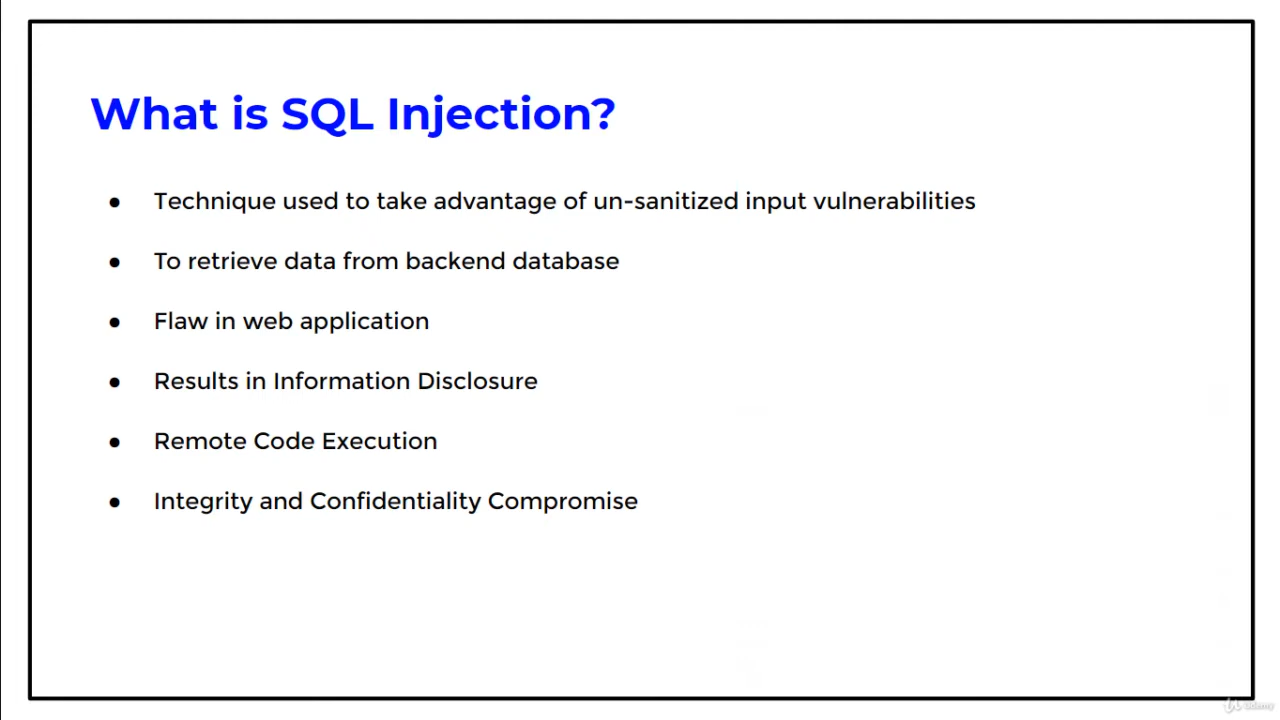 What is SQL Injection?
● Technique used to take advantage of un-sanitized input vulnerabilities
● To retrieve data from backend database
● Flaw in web application
● Results in Information Disclosure
● Remote Code Execution
● Integrity and Confidentiality Compromise
Udemy